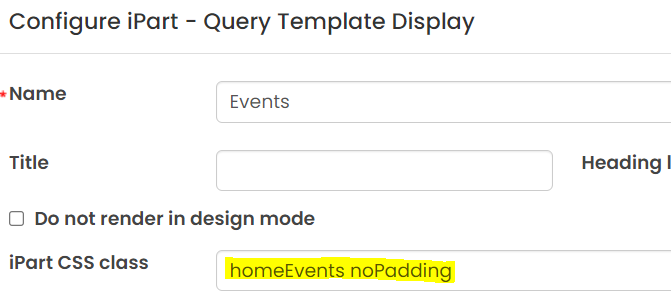 Configure iPart - Query Template Display
*Name Events
Title Heading l
Do not render in design mode
iPart CSS class homeEvents noPadding